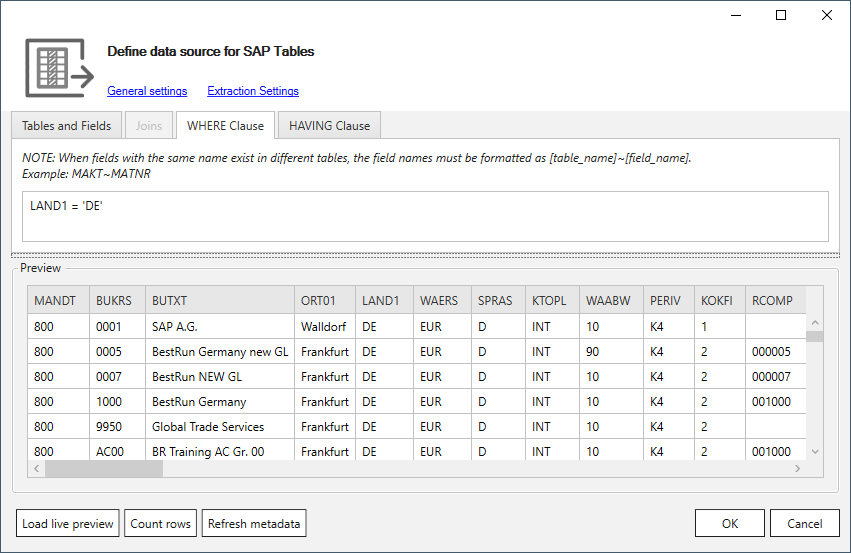 Define data source for SAP Tables
General settings Extraction Settings
Tables and Fields Joins WHERE Clause HAVING Clause
NOTE: When fields with the same name exist in different tables, the field names must be formatted as [table_name]~[field_name].
Example: MAKT~MATNR
LAND1 = 'DE'
Preview
MANDT BUKRS BUTXT ORT01 LAND1 WAERS SPRAS KTOPL WAABW PERIV KOKFI RCOMP
800 0001 SAP A.G. Walldorf DE EUR D INT 10 K4 1
800 0005 BestRun Germany new GL Frankfurt DE EUR D INT 90 K4 2 000005
800 0007 BestRun NEW GL Frankfurt DE EUR D INT 10 K4 2 000007
800 1000 BestRun Germany Frankfurt DE EUR D INT 10 K4 2 001000
800 9950 Global Trade Services Frankfurt DE EUR D INT 10 K4 2
800 AC00 BR Training AC Gr. 00 Frankfurt DE EUR D INT 10 K4 2 001000
Load live preview Count rows Refresh metadata OK Cancel